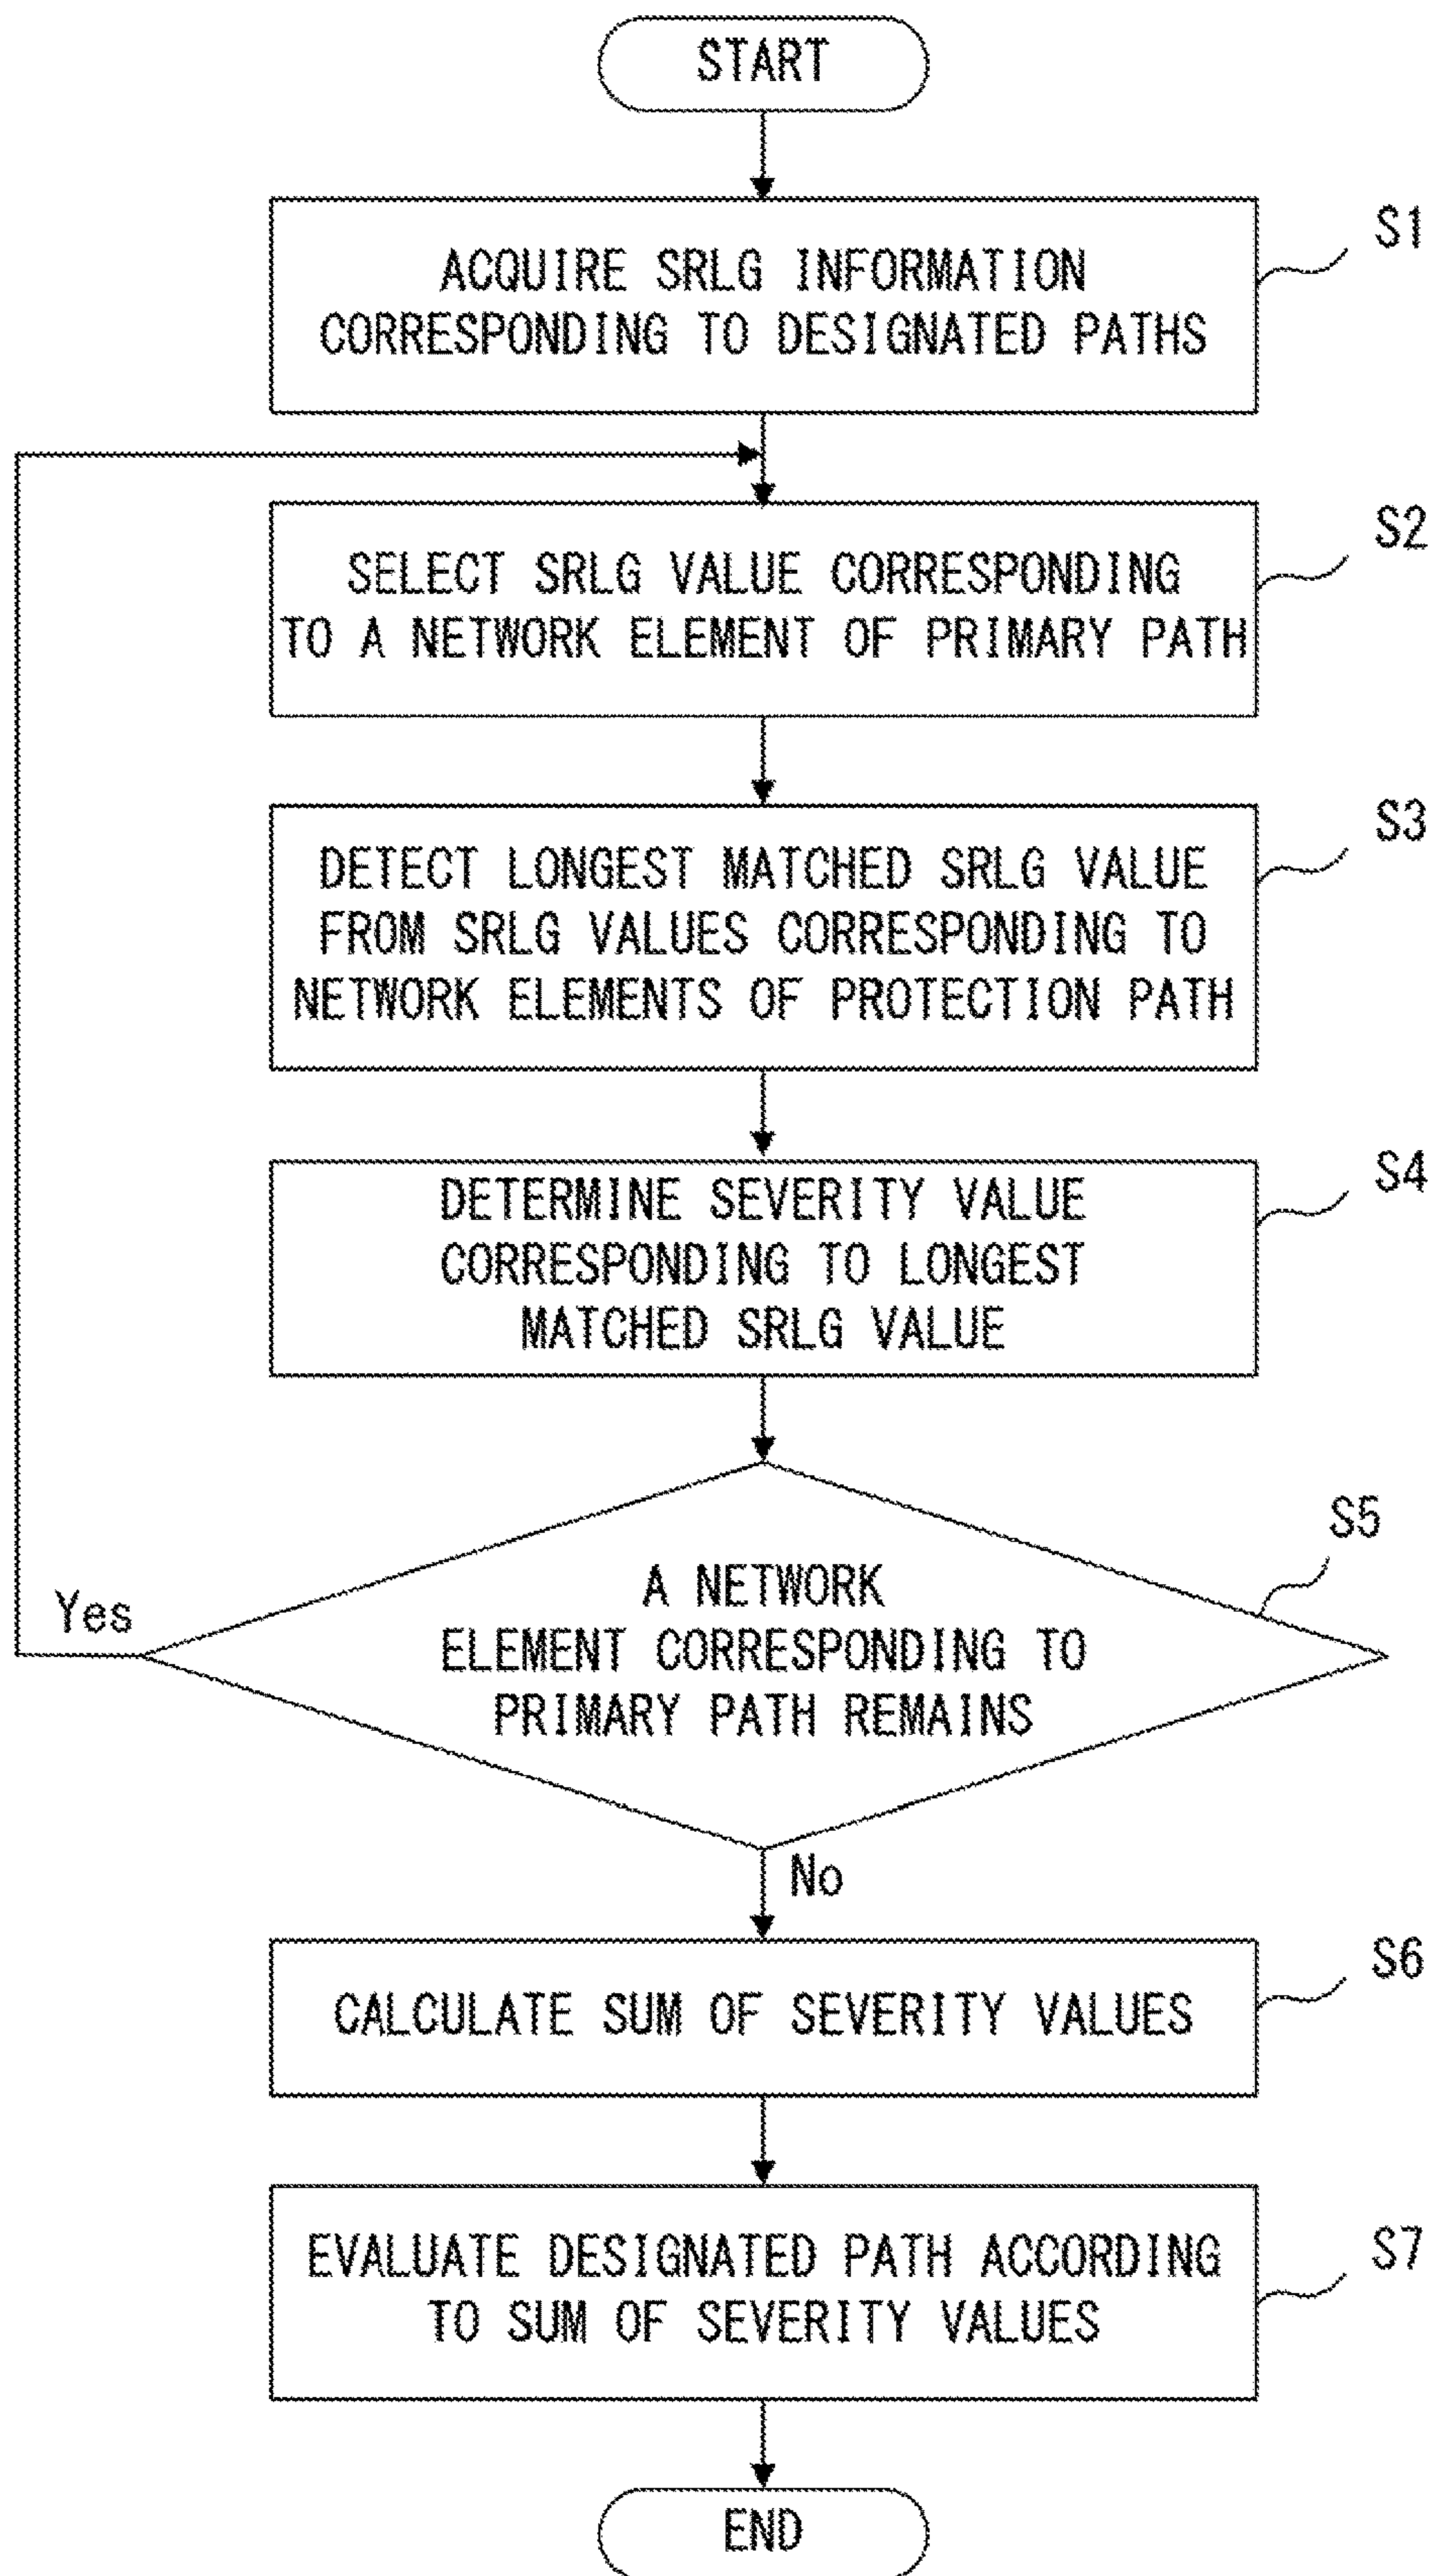 START
S1
ACQUIRE SRLG INFORMATION
CORRESPONDING TO DESIGNATED PATHS
S2
SELECT SRLG VALUE CORRESPONDING
TO A NETWORK ELEMENT OF PRIMARY PATH
S3
DETECT LONGEST MATCHED SRLG VALUE
FROM SRLG VALUES CORRESPONDING TO
NETWORK ELEMENTS OF PROTECTION PATH
S4
DETERMINE SEVERITY VALUE
CORRESPONDING TO LONGEST
MATCHED SRLG VALUE
S5
A NETWORK
ELEMENT CORRESPONDING TO
PRIMARY PATH REMAINS
Yes
No
S6
CALCULATE SUM OF SEVERITY VALUES
S7
EVALUATE DESIGNATED PATH ACCORDING
TO SUM OF SEVERITY VALUES
END